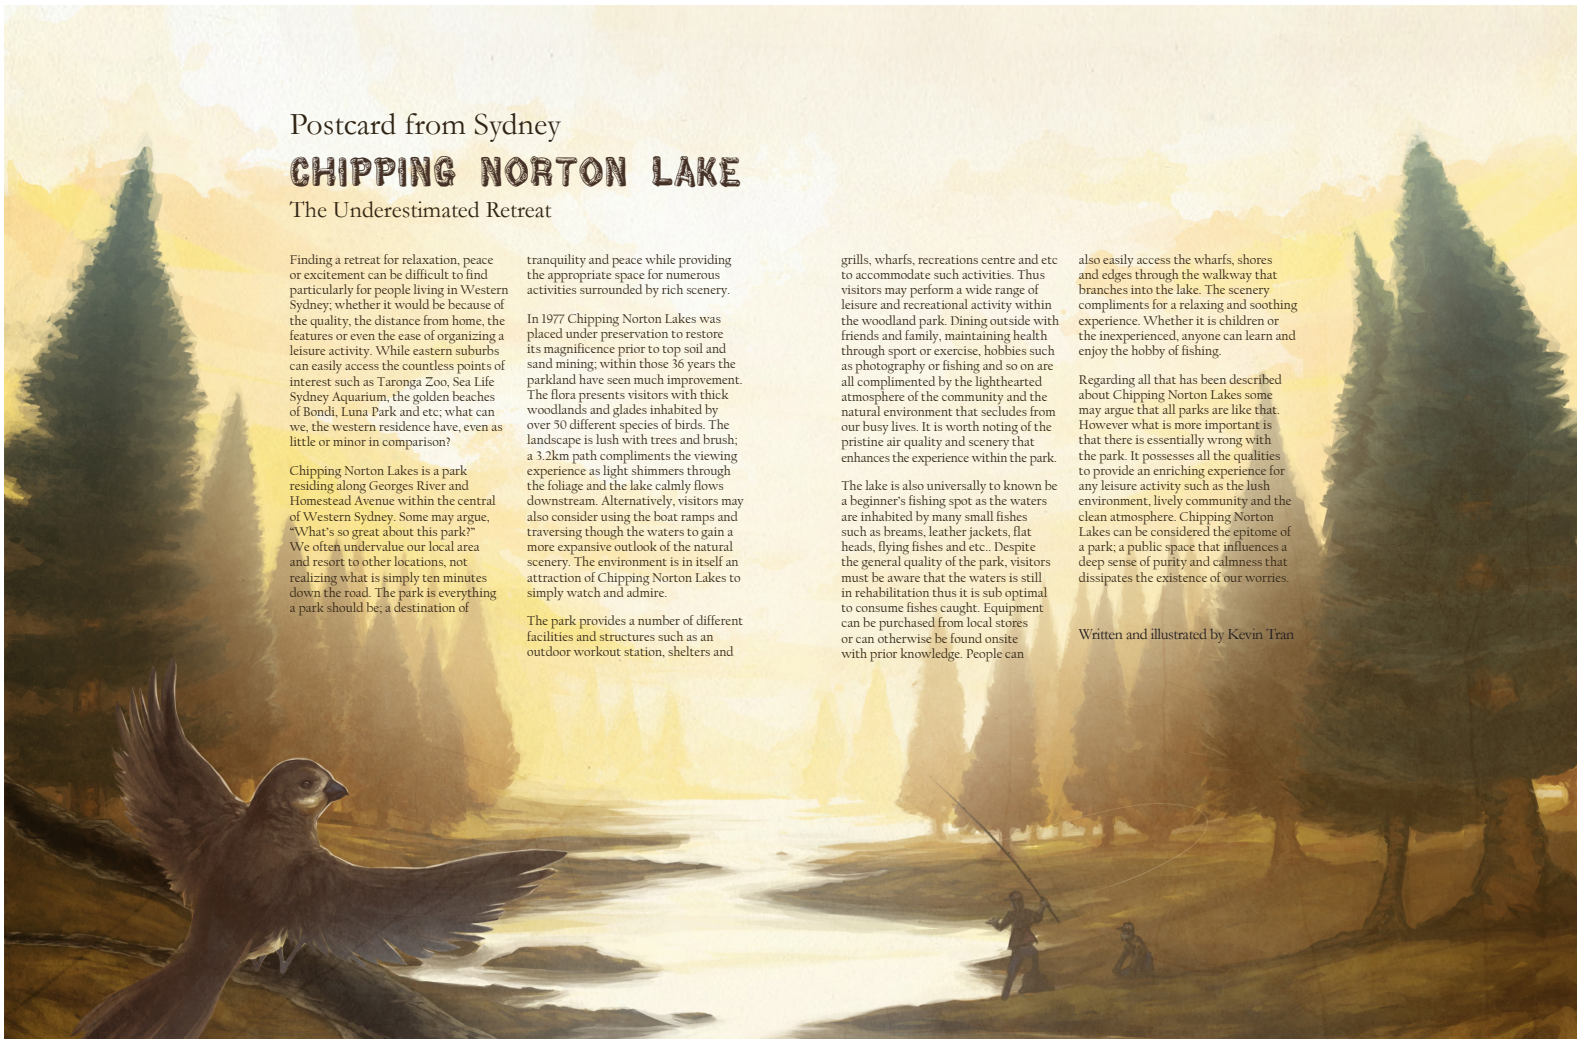 Postcard from Sydney
CHIPPING NORTON LAKE
The Underestimated Retreat
Finding a retreat for relaxation, peace
or excitement can be difficult to find
particularly for people living in Western
Sydney; whether it would be because of
the quality, the distance from home, the
features or even the ease of organizing a
leisure activity. While eastern suburbs
can easily access the countless points of
interest such as Taronga Zoo, Sea Life
Sydney Aquarium, the golden beaches
of Bondi, Luna Park and etc; what can
we, the western residence have, even as
little or minor in comparison?
Chipping Norton Lakes is a park
residing along Georges River and
Homestead Avenue within the central
of Western Sydney. Some may argue,
“What’s so great about this park?”
We often undervalue our local area
and resort to other locations, not
realizing what is simply ten minutes
down the road. The park is everything
a park should be; a destination of
tranquility and peace while providing
the appropriate space for numerous
activities surrounded by rich scenery.
In 1977 Chipping Norton Lakes was
placed under preservation to restore
its magnificence prior to top soil and
sand mining; within those 36 years the
parkland have seen much improvement.
The flora presents visitors with thick
woodlands and glades inhabited by
over 50 different species of birds. The
landscape is lush with trees and brush;
a 3.2km path compliments the viewing
experience as light shimmers through
the foliage and the lake calmly flows
downstream. Alternatively, visitors may
also consider using the boat ramps and
traversing though the waters to gain a
more expansive outlook of the natural
scenery. The environment is in itself an
attraction of Chipping Norton Lakes to
simply watch and admire.
The park provides a number of different
facilities and structures such as an
outdoor workout station, shelters and
grills, wharfs, recreations centre and etc
to accommodate such activities. Thus
visitors may perform a wide range of
leisure and recreational activity within
the woodland park. Dining outside with
friends and family, maintaining health
through sport or exercise, hobbies such
as photography or fishing and so on are
all complimented by the lighthearted
atmosphere of the community and the
natural environment that secludes from
our busy lives. It is worth noting of the
pristine air quality and scenery that
enhances the experience within the park.
The lake is also universally to known be
a beginner’s fishing spot as the waters
are inhabited by many small fishes
such as breams, leather jackets, flat
heads, flying fishes and etc.. Despite
the general quality of the park, visitors
must be aware that the waters is still
in rehabilitation thus it is sub optimal
to consume fishes caught. Equipment
can be purchased from local stores
or can otherwise be found onsite
with prior knowledge. People can
also easily access the wharfs, shores
and edges through the walkway that
branches into the lake. The scenery
compliments for a relaxing and soothing
experience. Whether it is children or
the inexperienced, anyone can learn and
enjoy the hobby of fishing.
Regarding all that has been described
about Chipping Norton Lakes some
may argue that all parks are like that.
However what is more important is
that there is essentially wrong with
the park. It possesses all the qualities
to provide an enriching experience for
any leisure activity such as the lush
environment, lively community and the
clean atmosphere. Chipping Norton
Lakes can be considered the epitome of
a park; a public space that influences a
deep sense of purity and calmness that
dissipates the existence of our worries.
Written and illustrated by Kevin Tran